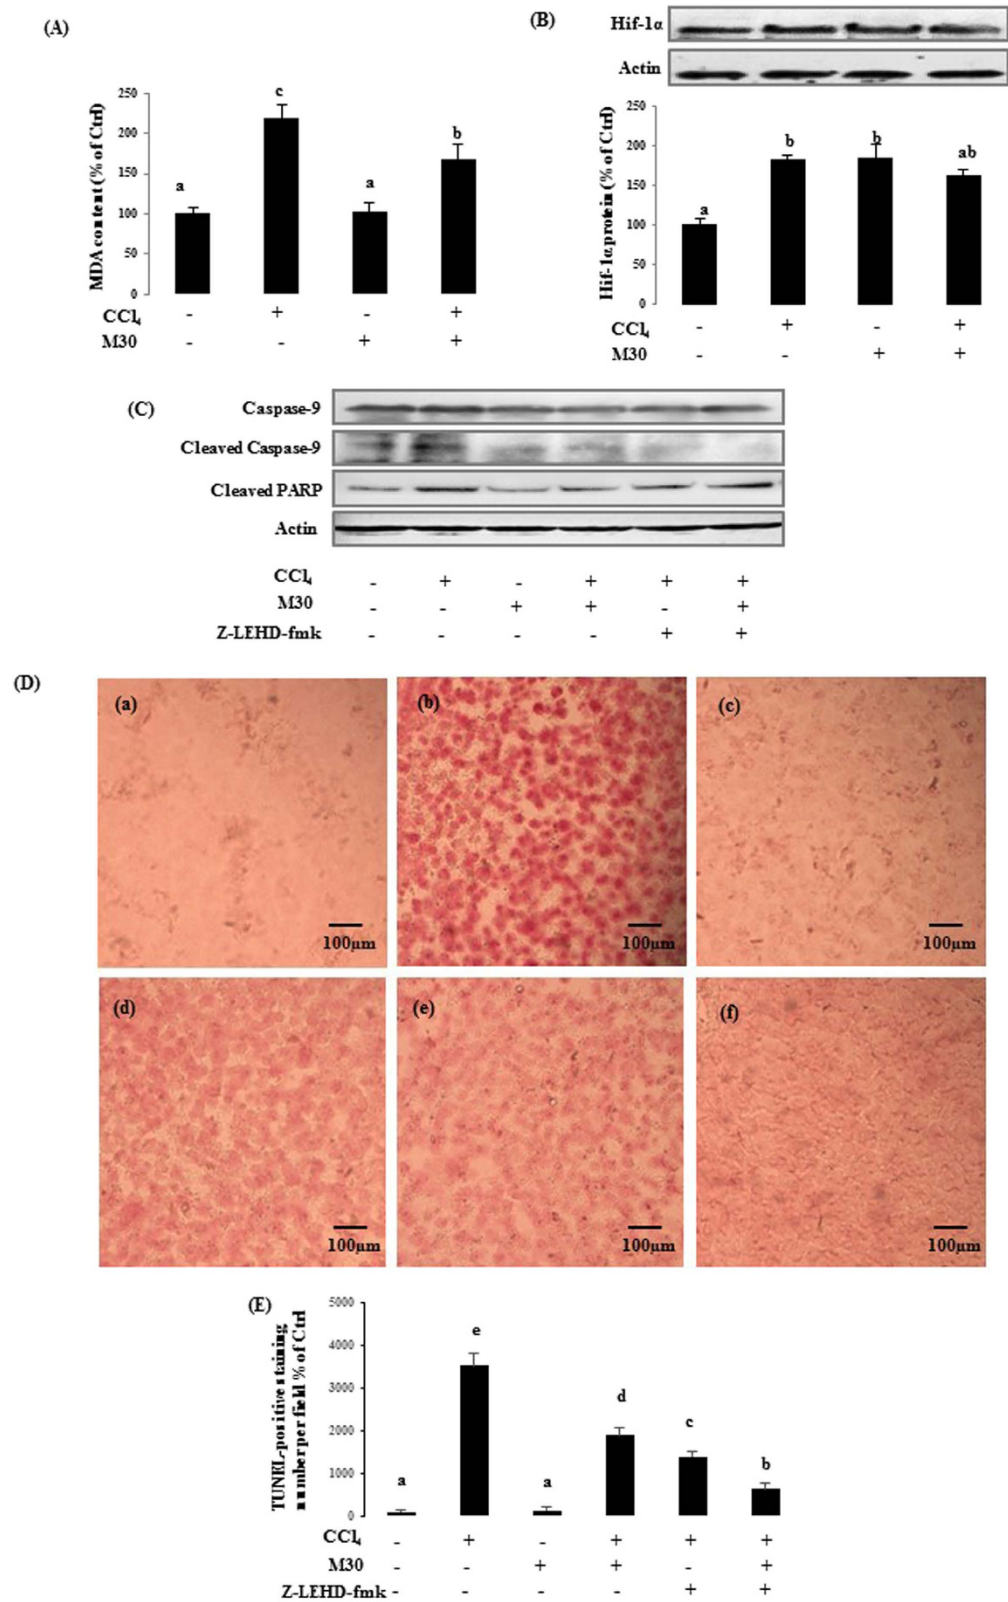 (A)
MDA content (% of Ctrl)
250
200
150
100
50
0
a
c
a
b
CCl₄ - + - +
M30 - - + +
(B)
Hif-1α
Actin
Hif-1α protein (% of Ctrl)
250
200
150
100
50
0
a
b
b
ab
CCl₄ - + - +
M30 - - + +
(C)
Caspase-9
Cleaved Caspase-9
Cleaved PARP
Actin
CCl₄ - + - + + +
M30 - - + + - +
Z-LEHD-fmk - - - - + +
(D)
(a)
100μm
(b)
100μm
(c)
100μm
(d)
100μm
(e)
100μm
(f)
100μm
(E)
TUNEL-positive staining
number per field % of Ctrl
5000
4000
3000
2000
1000
0
a
e
a
d
c
b
CCl₄ - + - + + +
M30 - - + + - +
Z-LEHD-fmk - - - - + +